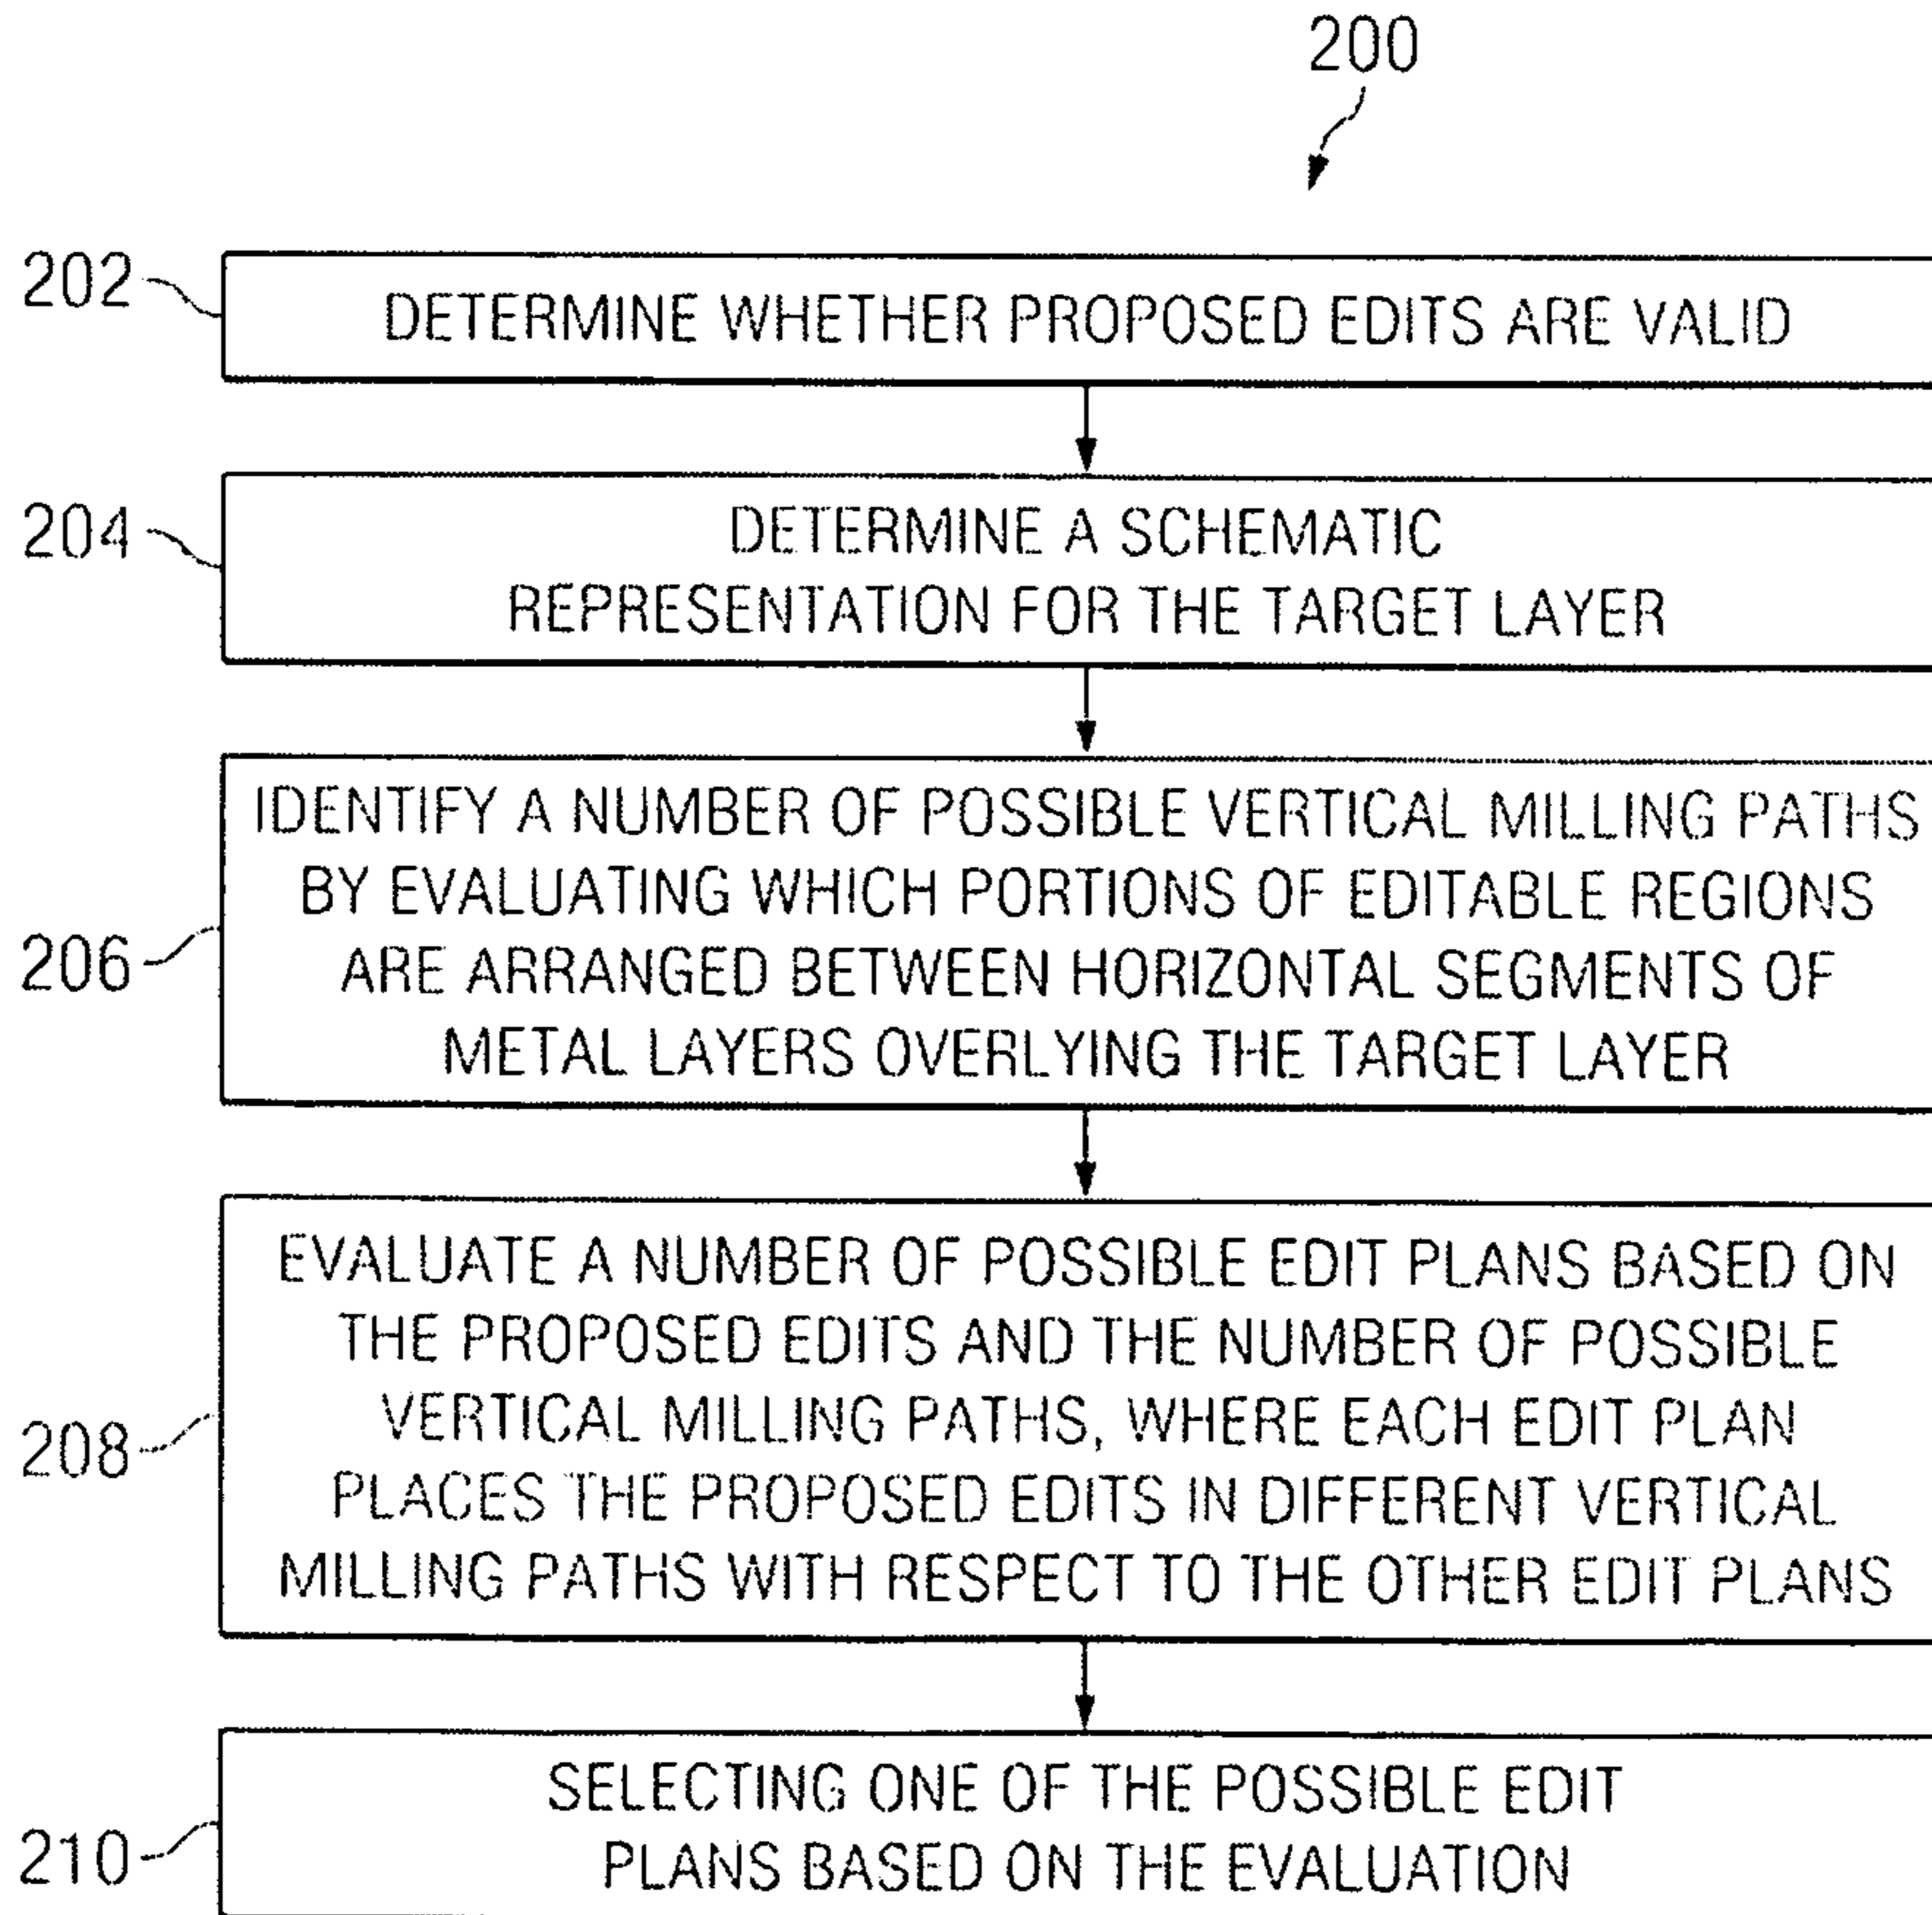 200
202
DETERMINE WHETHER PROPOSED EDITS ARE VALID
204
DETERMINE A SCHEMATIC
REPRESENTATION FOR THE TARGET LAYER
206
IDENTIFY A NUMBER OF POSSIBLE VERTICAL MILLING PATHS
BY EVALUATING WHICH PORTIONS OF EDITABLE REGIONS
ARE ARRANGED BETWEEN HORIZONTAL SEGMENTS OF
METAL LAYERS OVERLYING THE TARGET LAYER
208
EVALUATE A NUMBER OF POSSIBLE EDIT PLANS BASED ON
THE PROPOSED EDITS AND THE NUMBER OF POSSIBLE
VERTICAL MILLING PATHS, WHERE EACH EDIT PLAN
PLACES THE PROPOSED EDITS IN DIFFERENT VERTICAL
MILLING PATHS WITH RESPECT TO THE OTHER EDIT PLANS
210
SELECTING ONE OF THE POSSIBLE EDIT
PLANS BASED ON THE EVALUATION